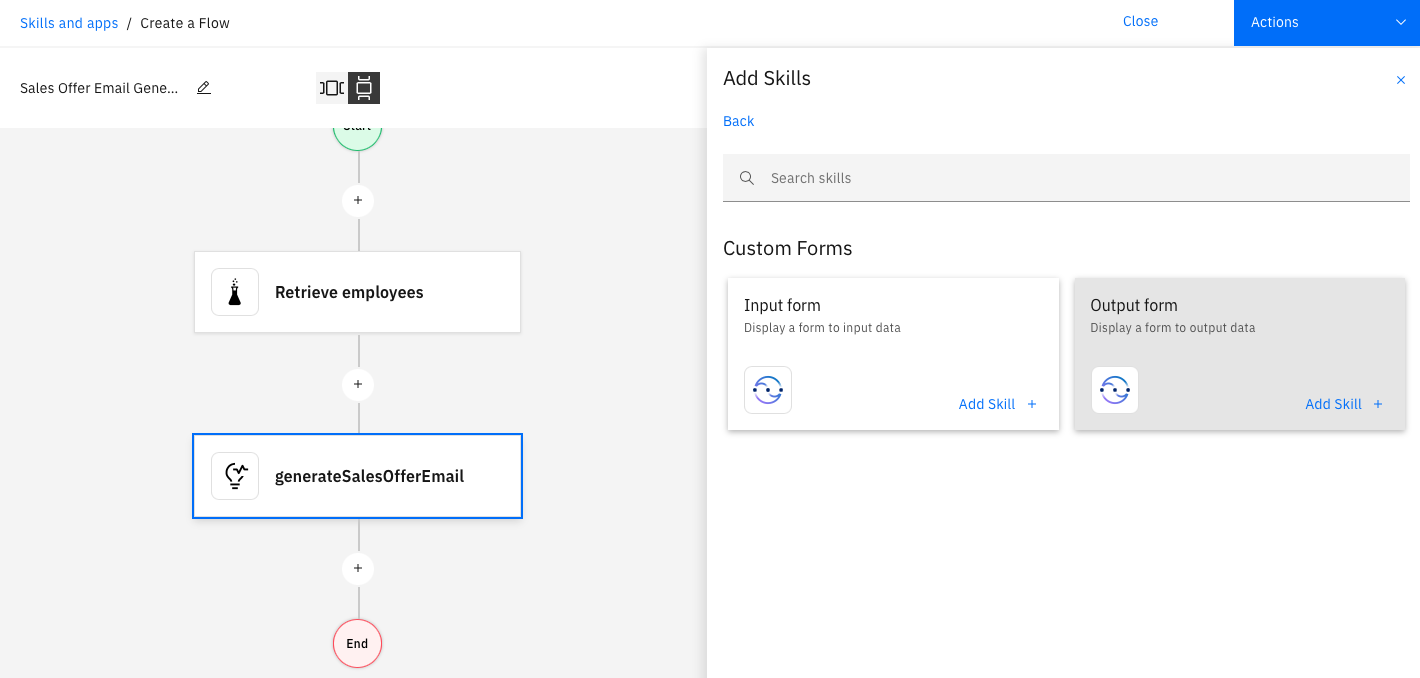 Skills and apps / Create a Flow
Close
Actions
Sales Offer Email Gene...
Start
Retrieve employees
generateSalesOfferEmail
End
Add Skills
Back
Search skills
Custom Forms
Input form
Display a form to input data
Add Skill +
Output form
Display a form to output data
Add Skill +